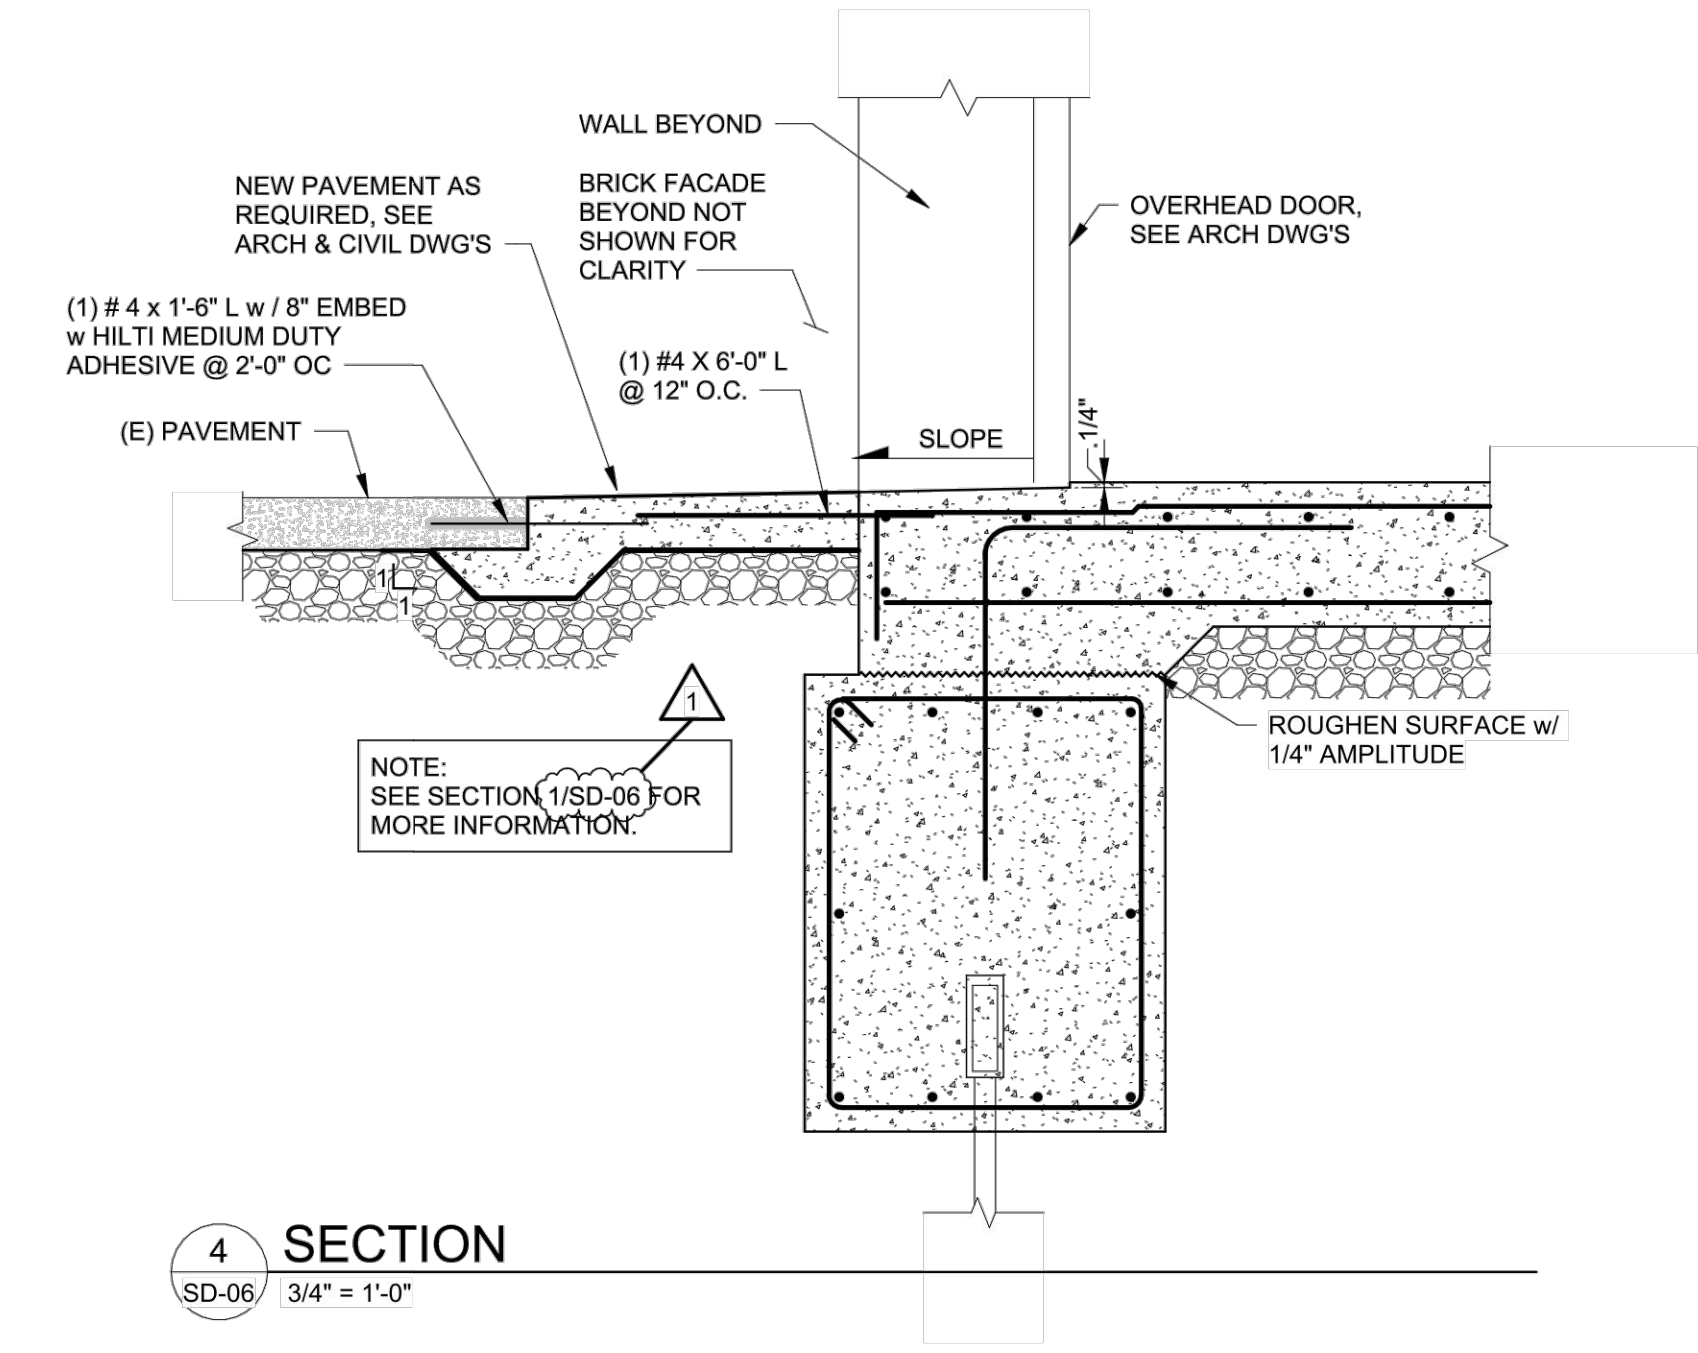 WALL BEYOND
NEW PAVEMENT AS
REQUIRED, SEE
ARCH & CIVIL DWG'S
BRICK FACADE
BEYOND NOT
SHOWN FOR
CLARITY
OVERHEAD DOOR,
SEE ARCH DWG'S
(1) # 4 x 1'-6" L w / 8" EMBED
w HILTI MEDIUM DUTY
ADHESIVE @ 2'-0" OC
(1) #4 X 6'-0" L
@ 12" O.C.
(E) PAVEMENT
SLOPE
1/4"
1
1
1
NOTE:
SEE SECTION 1/SD-06 FOR
MORE INFORMATION.
ROUGHEN SURFACE w/
1/4" AMPLITUDE
4
SD-06
SECTION
3/4" = 1'-0"